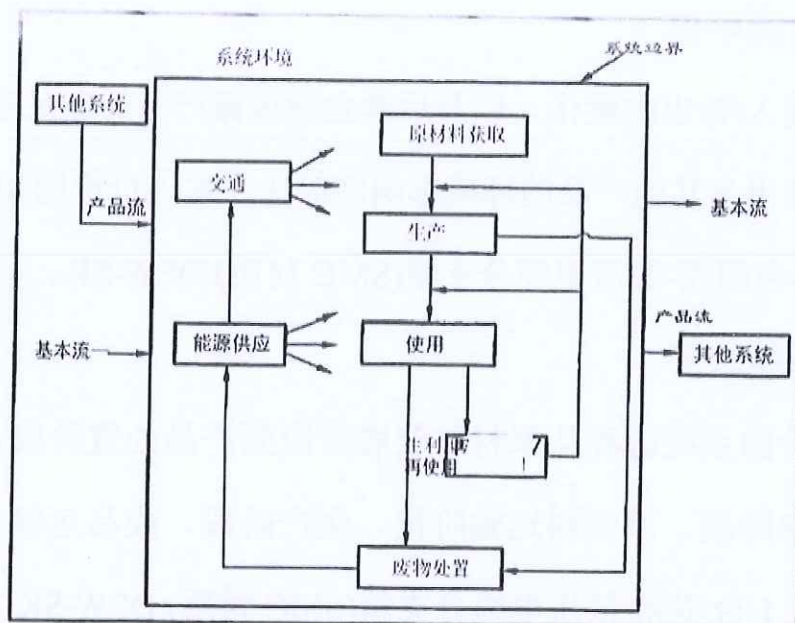 系统环境
系统边界
其他系统
原材料获取
交通
产品流
基本流
生产
产品流
基本流
能源供应
使用
其他系统
再使用
废物处置